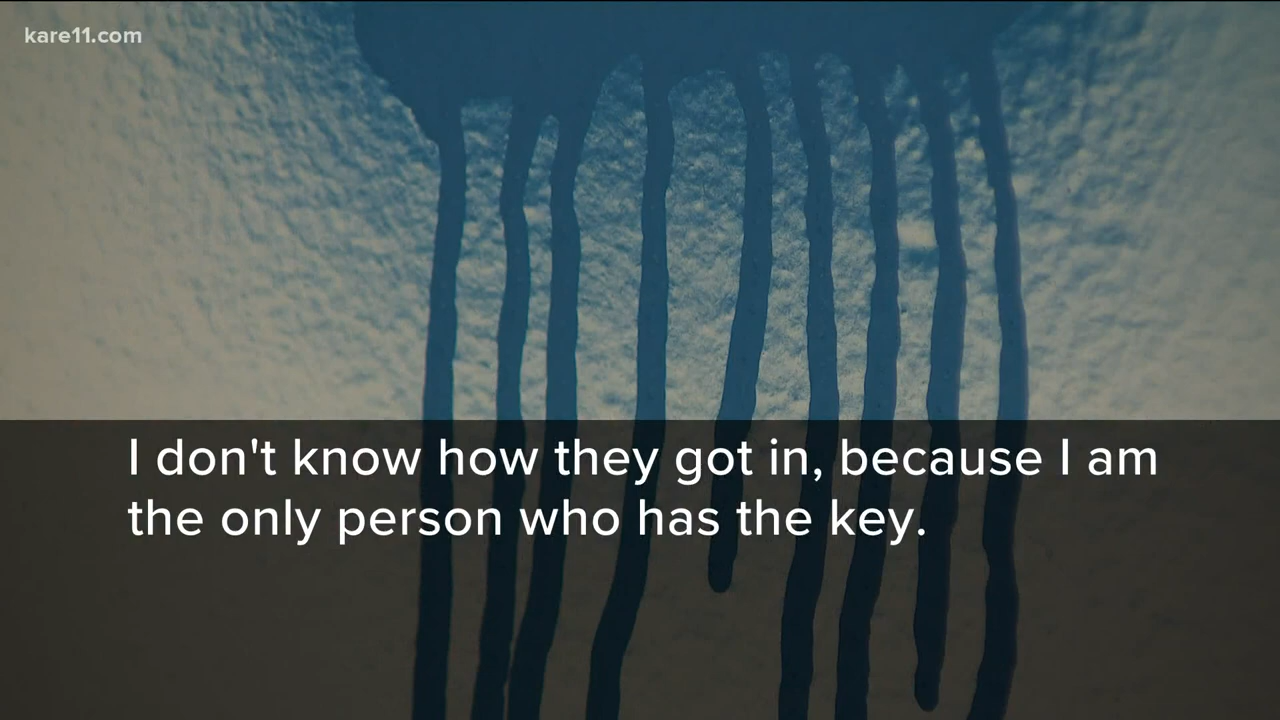 kare11.com
I don't know how they got in, because I am
the only person who has the key.